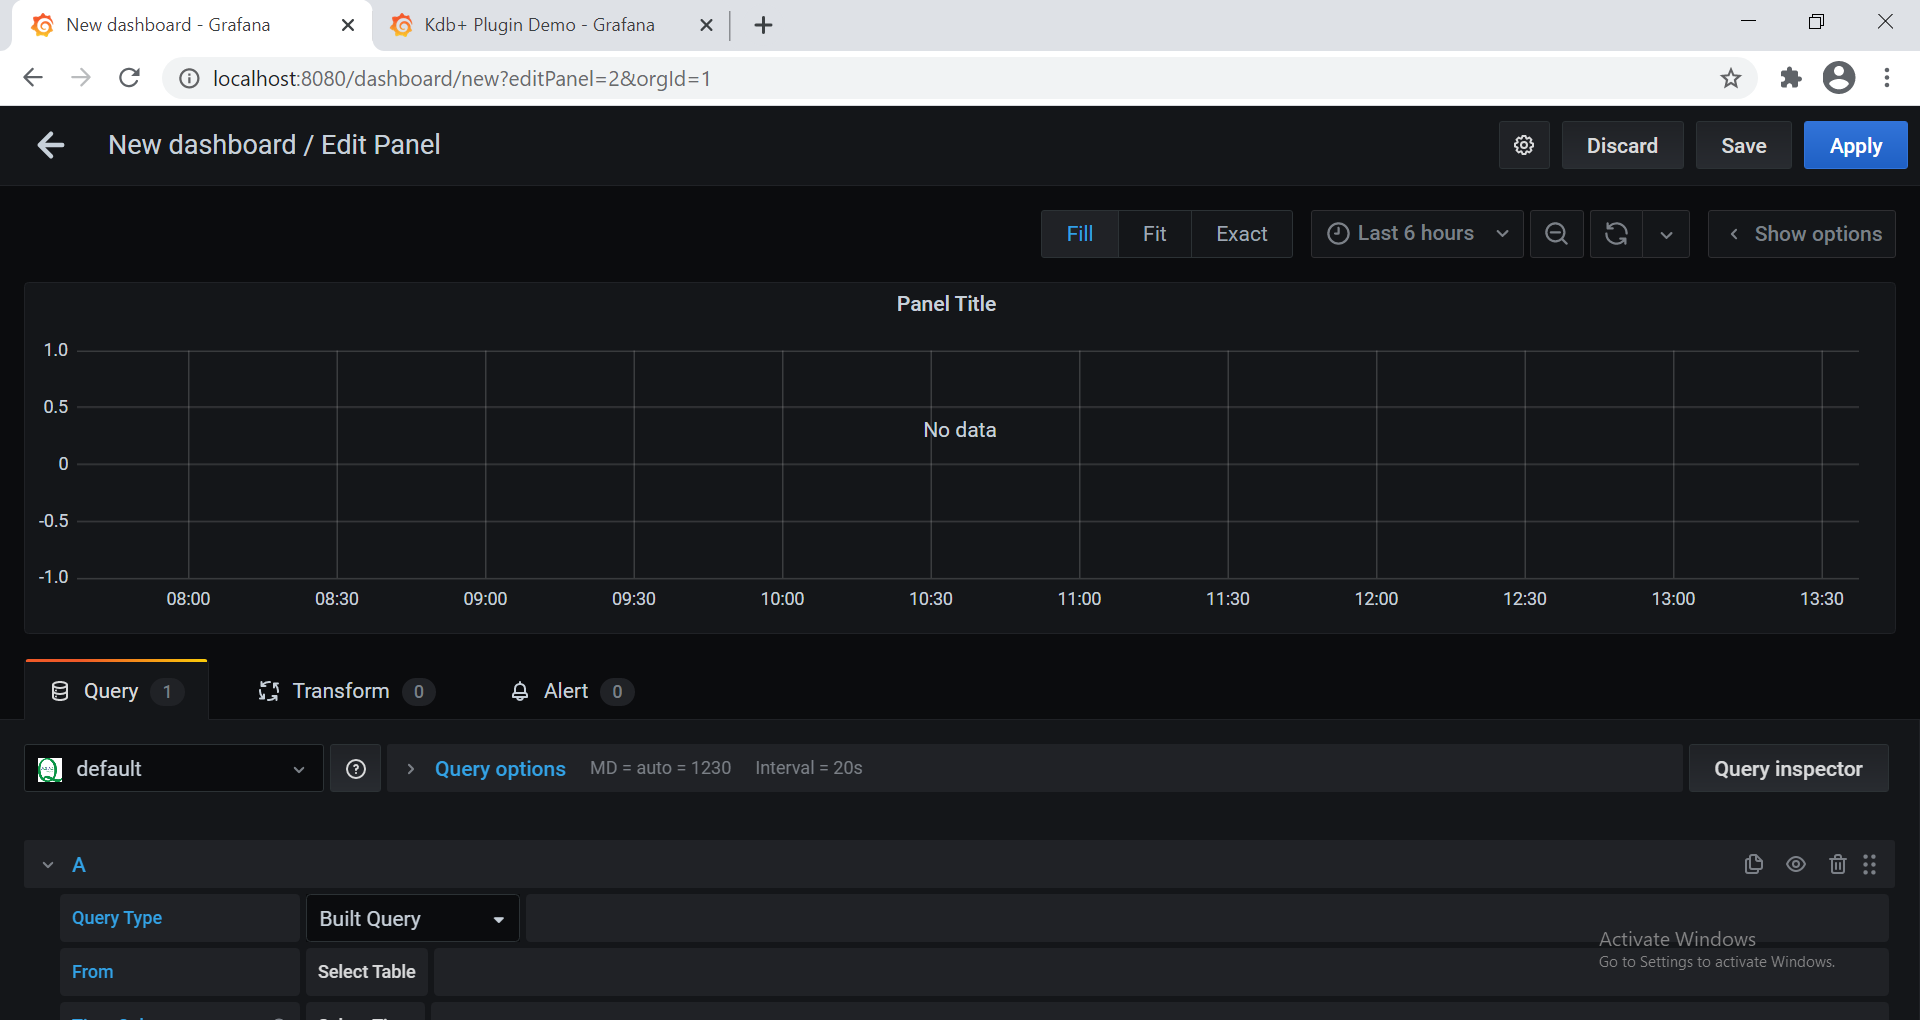 New dashboard - Grafana
Kdb+ Plugin Demo - Grafana
localhost:8080/dashboard/new?editPanel=2&orgId=1
New dashboard / Edit Panel
Discard
Save
Apply
Fill
Fit
Exact
Last 6 hours
Show options
Panel Title
1.0
0.5
0
-0.5
-1.0
No data
08:00
08:30
09:00
09:30
10:00
10:30
11:00
11:30
12:00
12:30
13:00
13:30
Query 1
Transform 0
Alert 0
default
Query options
MD = auto = 1230
Interval = 20s
Query inspector
A
Query Type
Built Query
From
Select Table
Activate Windows
Go to Settings to activate Windows.